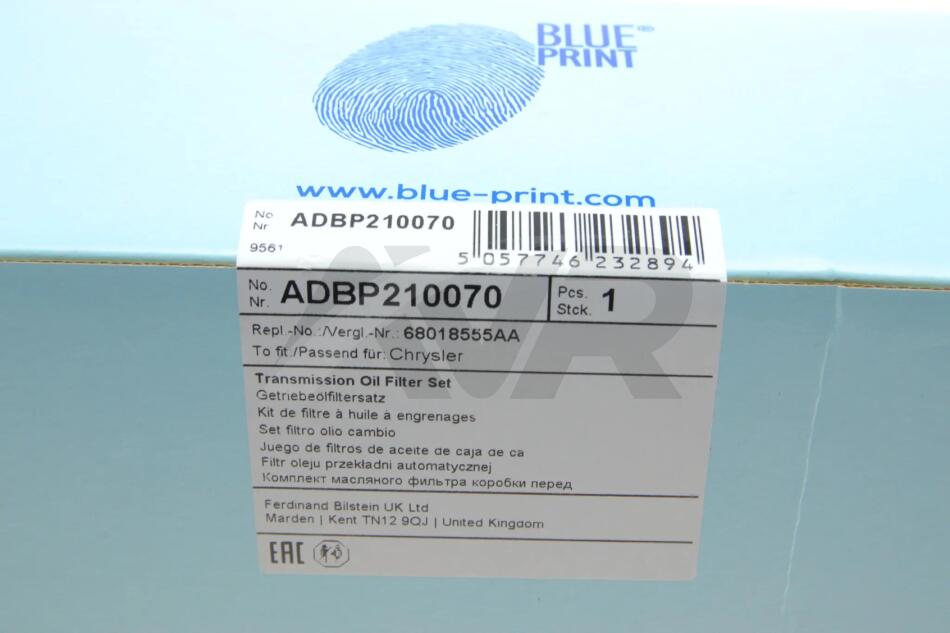 BLUE®
PRINT
www.blue-print.com
No
Nr
ADBP210070
9561
5 057746 232894
No.
Nr.
ADBP210070
Pcs.
Stck.
1
Repl.-No.:/Vergl.-Nr.: 68018555AA
To fit:/Passend für: Chrysler
Transmission Oil Filter Set
Getriebeölfiltersatz
Kit de filtre à huile à engrenages
Set filtro olio cambio
Juego de filtros de aceite de caja de ca
Filtr oleju przekładni automatycznej
Комплект масляного фильтра коробки перед
Ferdinand Bilstein UK Ltd
Marden | Kent TN12 9QJ | United Kingdom
EAC